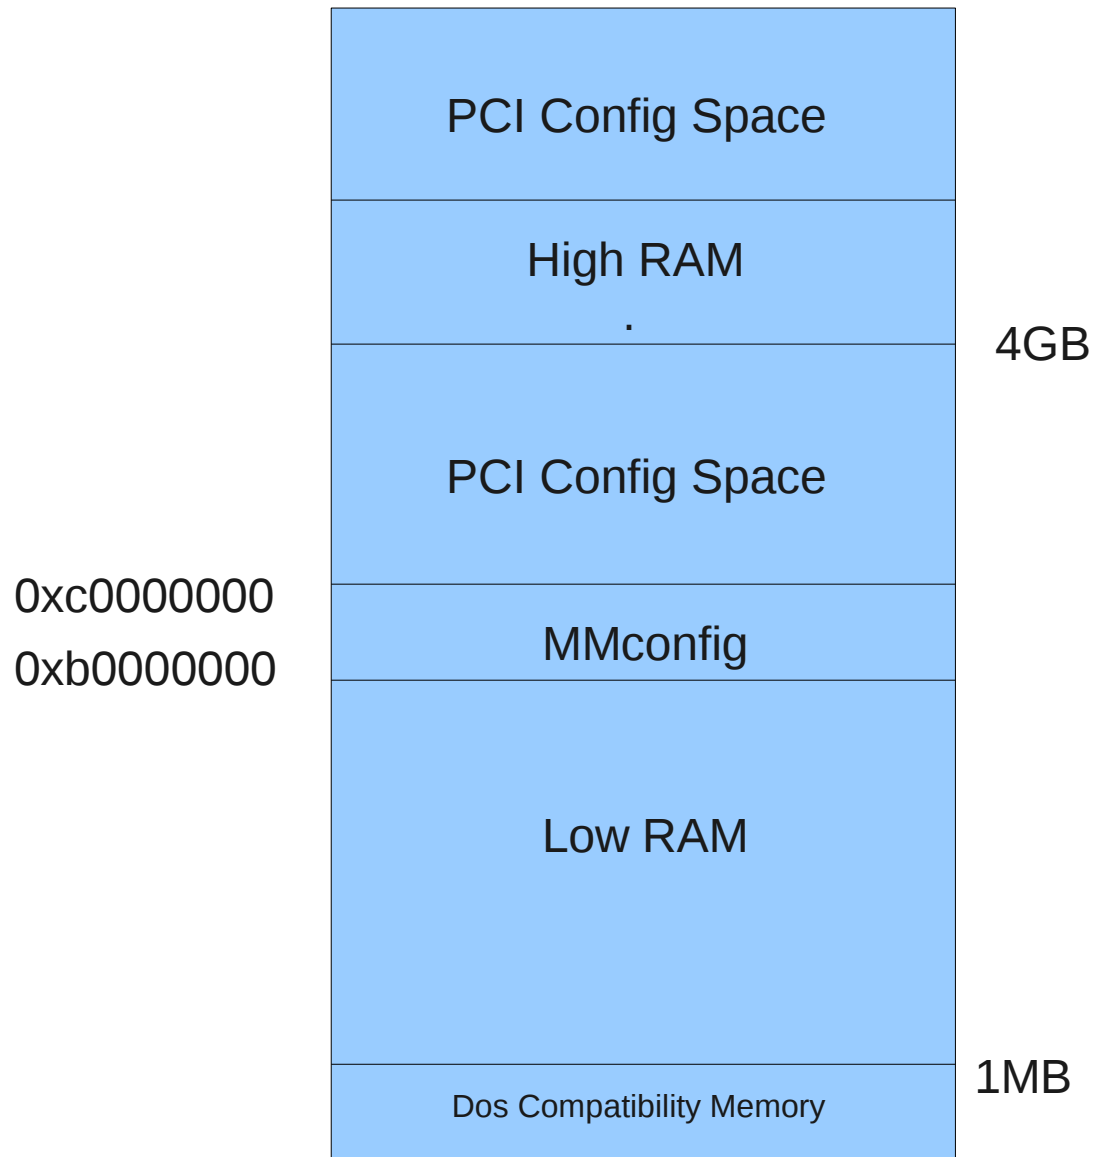 PCI Config Space
High RAM
.
4GB
PCI Config Space
0xc0000000
MMconfig
0xb0000000
Low RAM
1MB
Dos Compatibility Memory